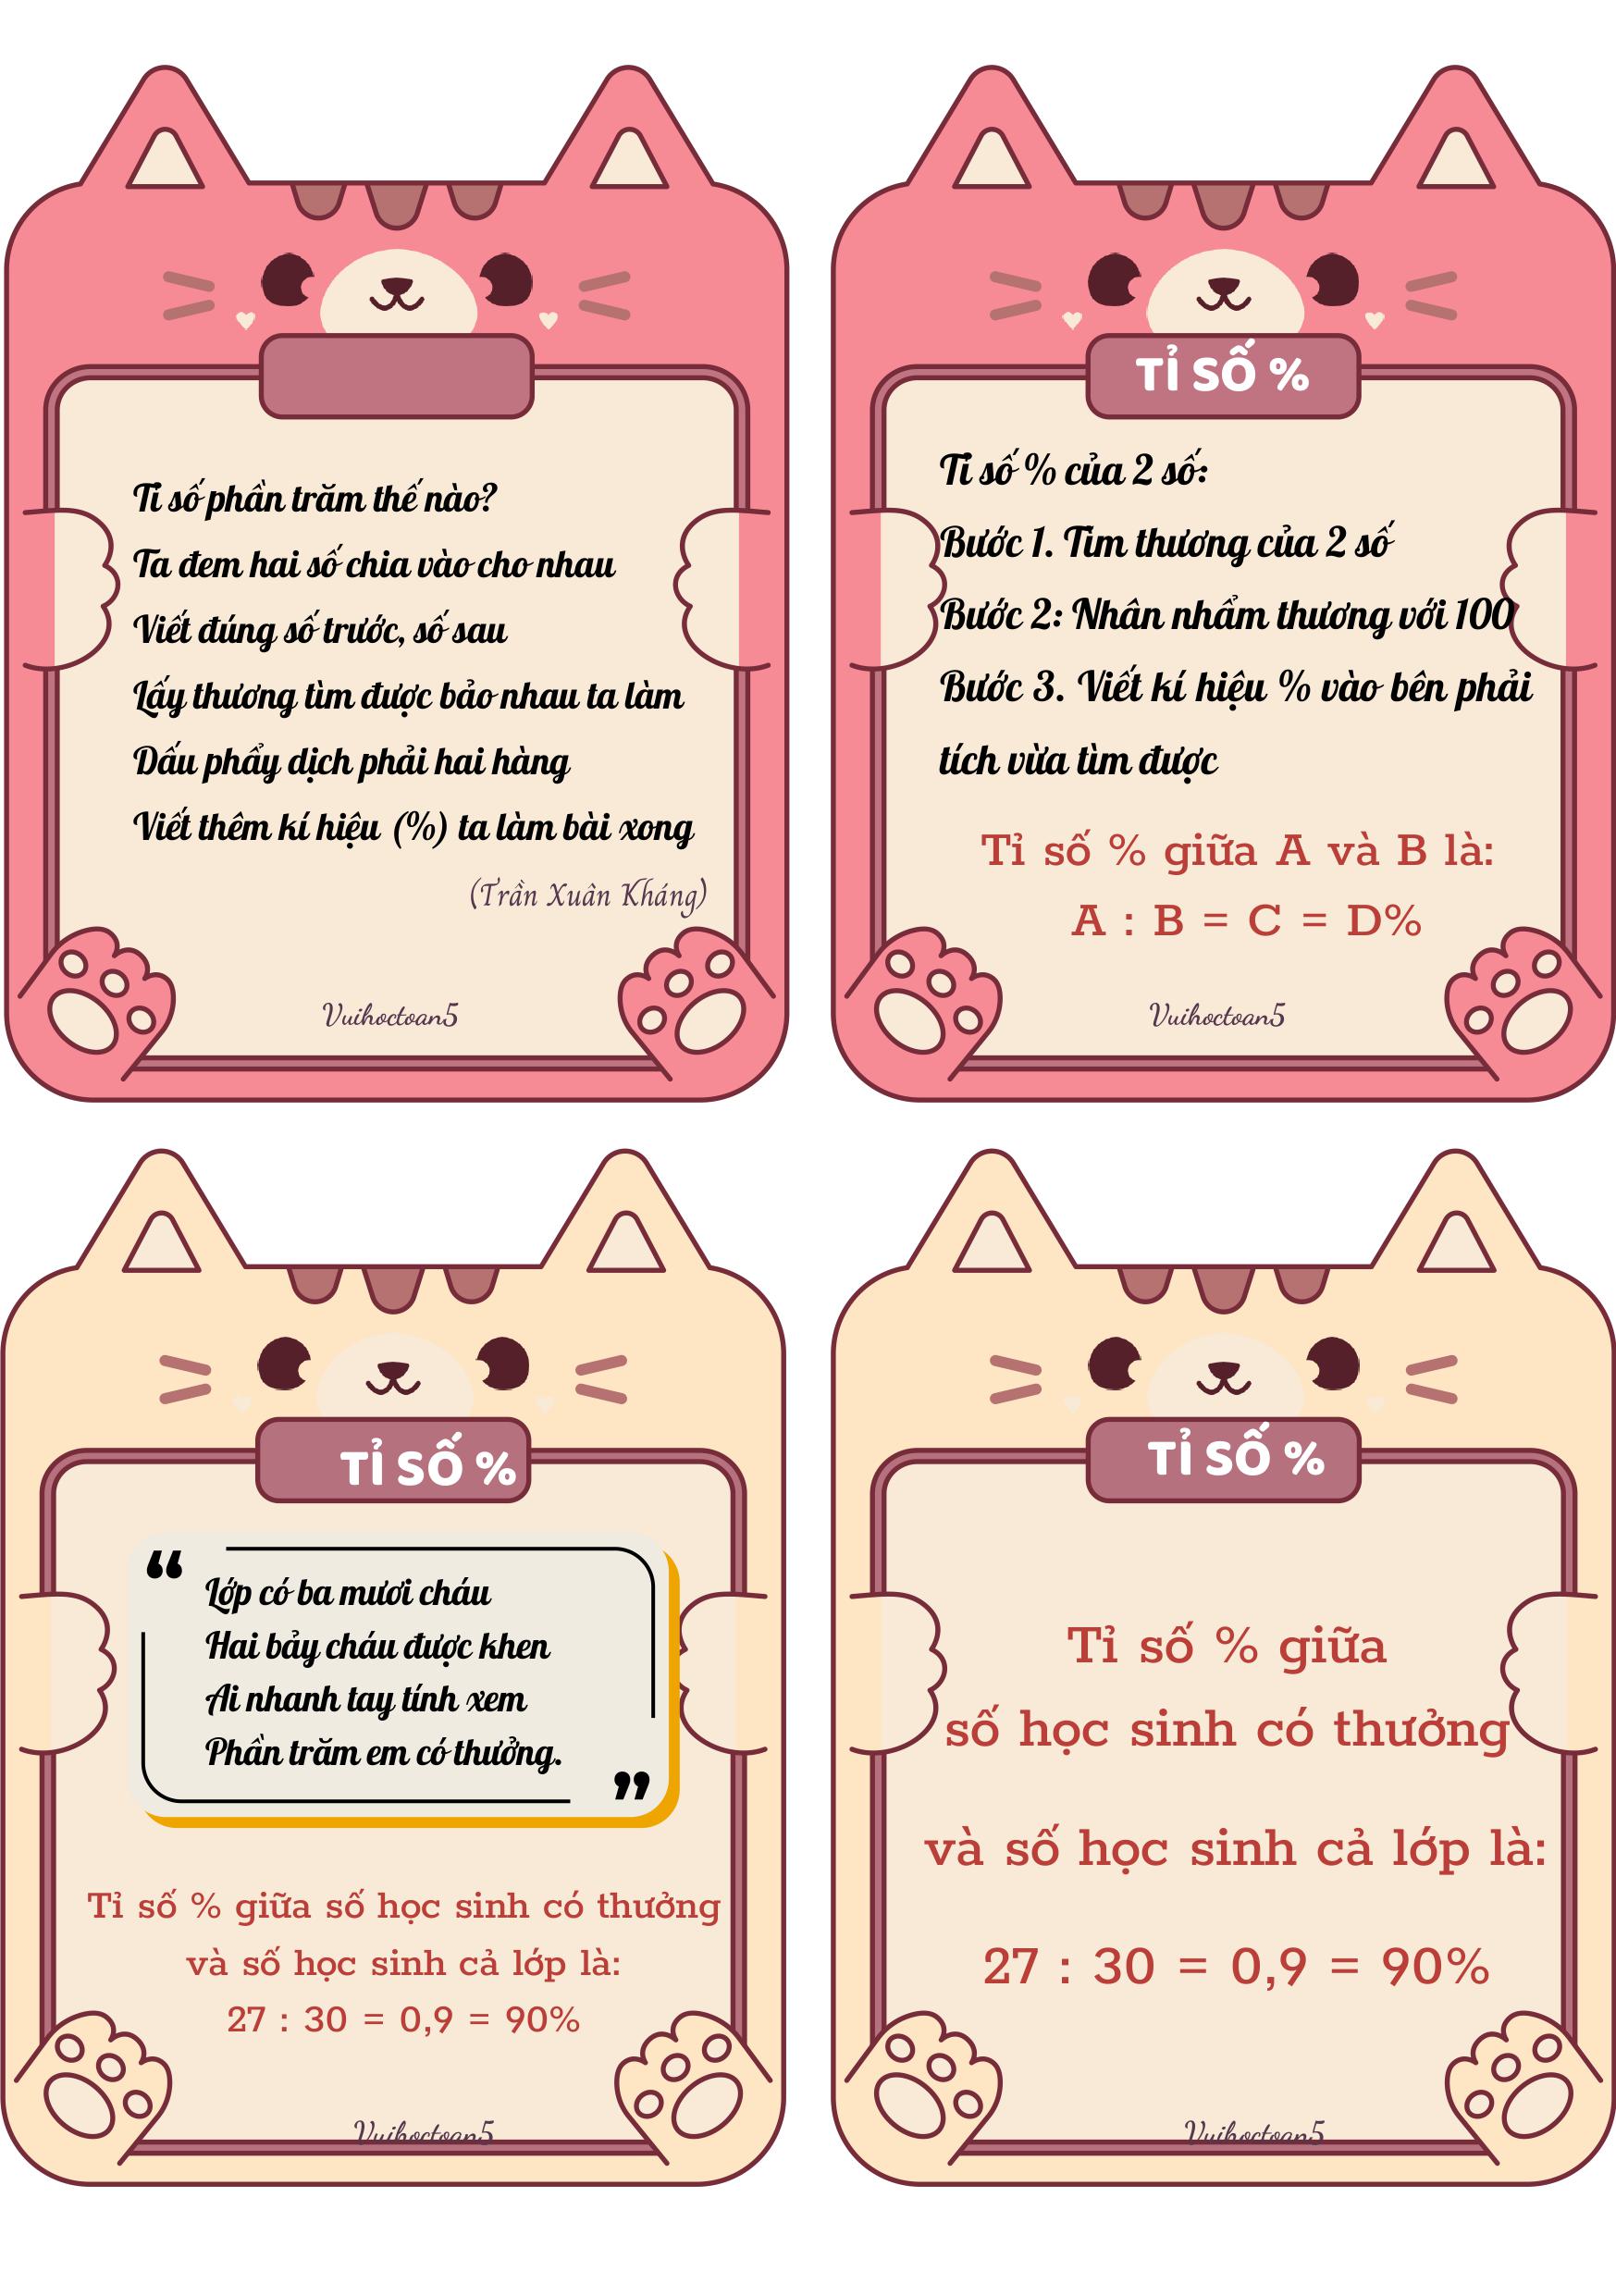 Tỉ số phần trăm thế nào?
Ta đem hai số chia vào cho nhau
Viết đúng số trước, số sau
Lấy thương tìm được bảo nhau ta làm
Dấu phẩy dịch phải hai hàng
Viết thêm kí hiệu (%) ta làm bài xong
(Trần Xuân Kháng)
Vuihoctoan5
TỈ SỐ %
Tỉ số % của 2 số:
Bước 1. Tìm thương của 2 số
Bước 2: Nhân nhẩm thương với 100
Bước 3. Viết kí hiệu % vào bên phải
tích vừa tìm được
Tỉ số % giữa A và B là:
A : B = C = D%
Vuihoctoan5
TỈ SỐ %
“
Lớp có ba mươi cháu
Hai bảy cháu được khen
Ai nhanh tay tính xem
Phần trăm em có thưởng.
”
Tỉ số % giữa số học sinh có thưởng
và số học sinh cả lớp là:
27 : 30 = 0,9 = 90%
Vuihoctoan5
TỈ SỐ %
Tỉ số % giữa
số học sinh có thưởng
và số học sinh cả lớp là:
27 : 30 = 0,9 = 90%
Vuihoctoan5